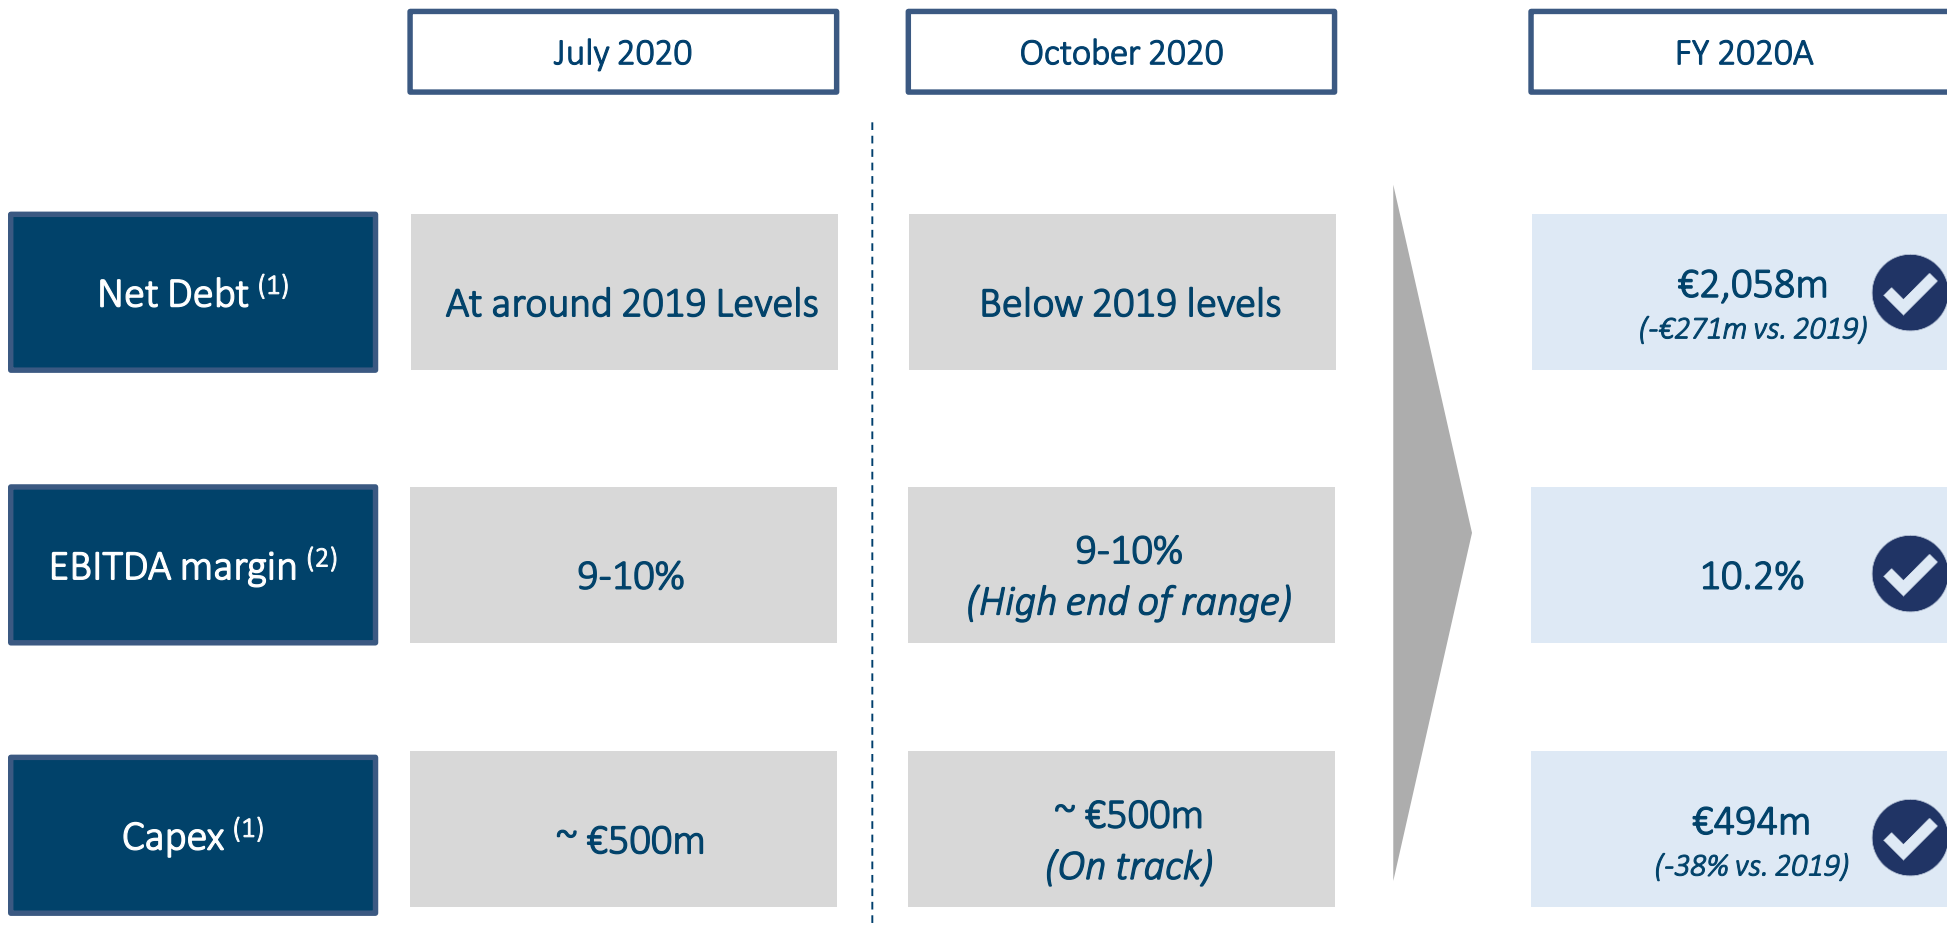 July 2020
October 2020
FY 2020A
Net Debt (1)
At around 2019 Levels
Below 2019 levels
€2,058m
(-€271m vs. 2019)
EBITDA margin (2)
9-10%
9-10%
(High end of range)
10.2%
Capex (1)
~ €500m
~ €500m
(On track)
€494m
(-38% vs. 2019)